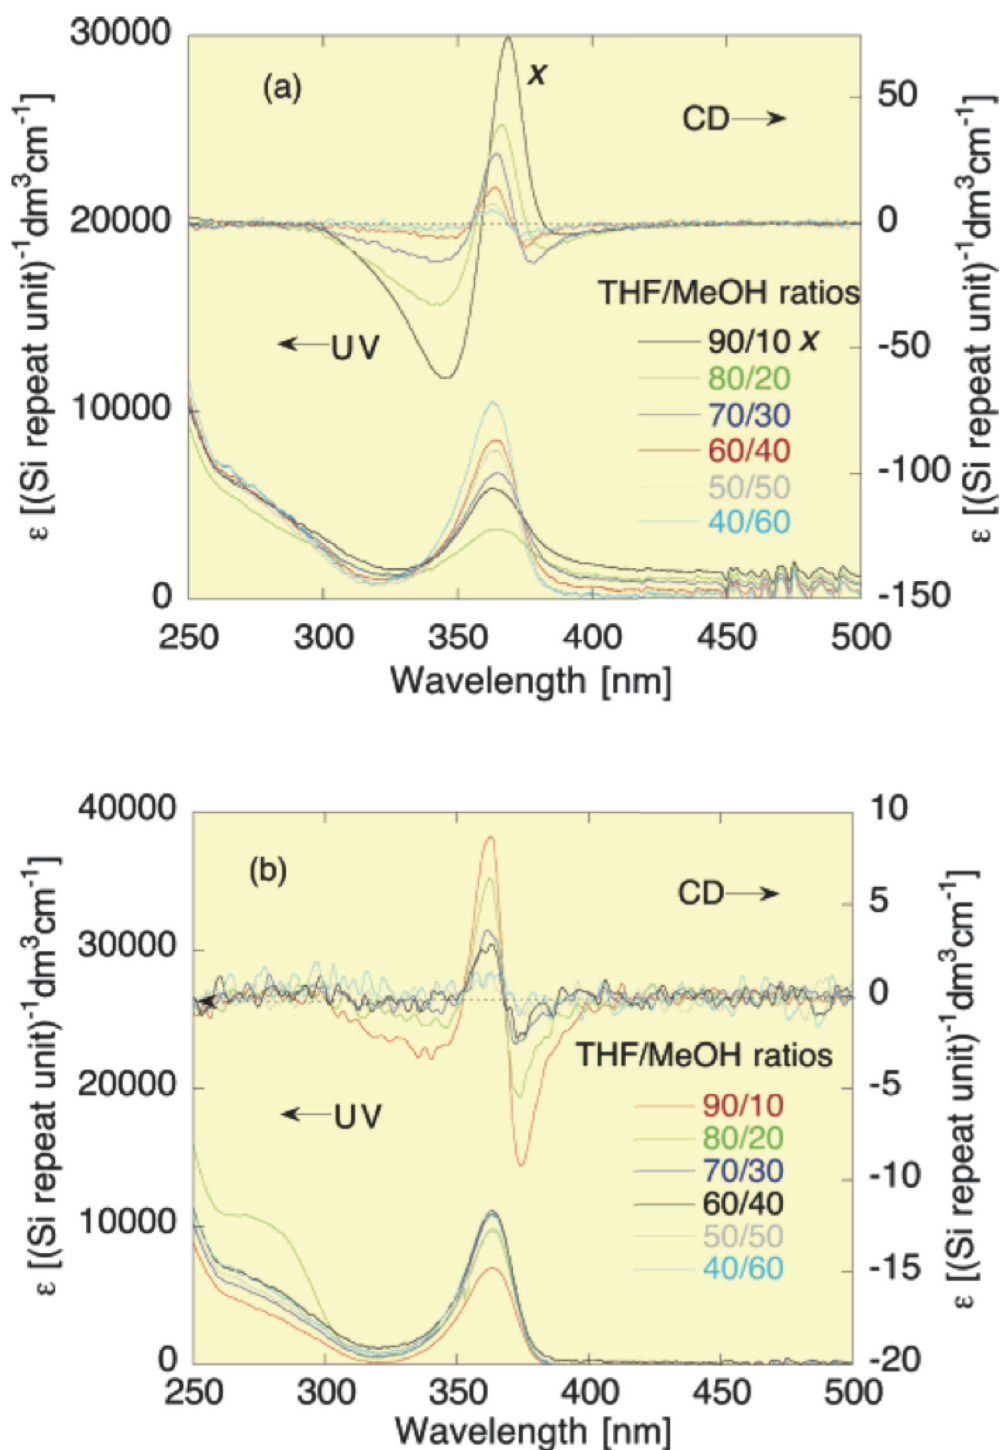 30000
20000
10000
0
ε [(Si repeat unit)⁻¹dm³cm⁻¹]
(a)
x
CD
UV
THF/MeOH ratios
90/10 x
80/20
70/30
60/40
50/50
40/60
50
0
-50
-100
-150
ε [(Si repeat unit)⁻¹dm³cm⁻¹]
250 300 350 400 450 500
Wavelength [nm]
40000
30000
20000
10000
0
ε [(Si repeat unit)⁻¹dm³cm⁻¹]
(b)
CD
UV
THF/MeOH ratios
90/10
80/20
70/30
60/40
50/50
40/60
10
5
0
-5
-10
-15
-20
ε [(Si repeat unit)⁻¹dm³cm⁻¹]
250 300 350 400 450 500
Wavelength [nm]